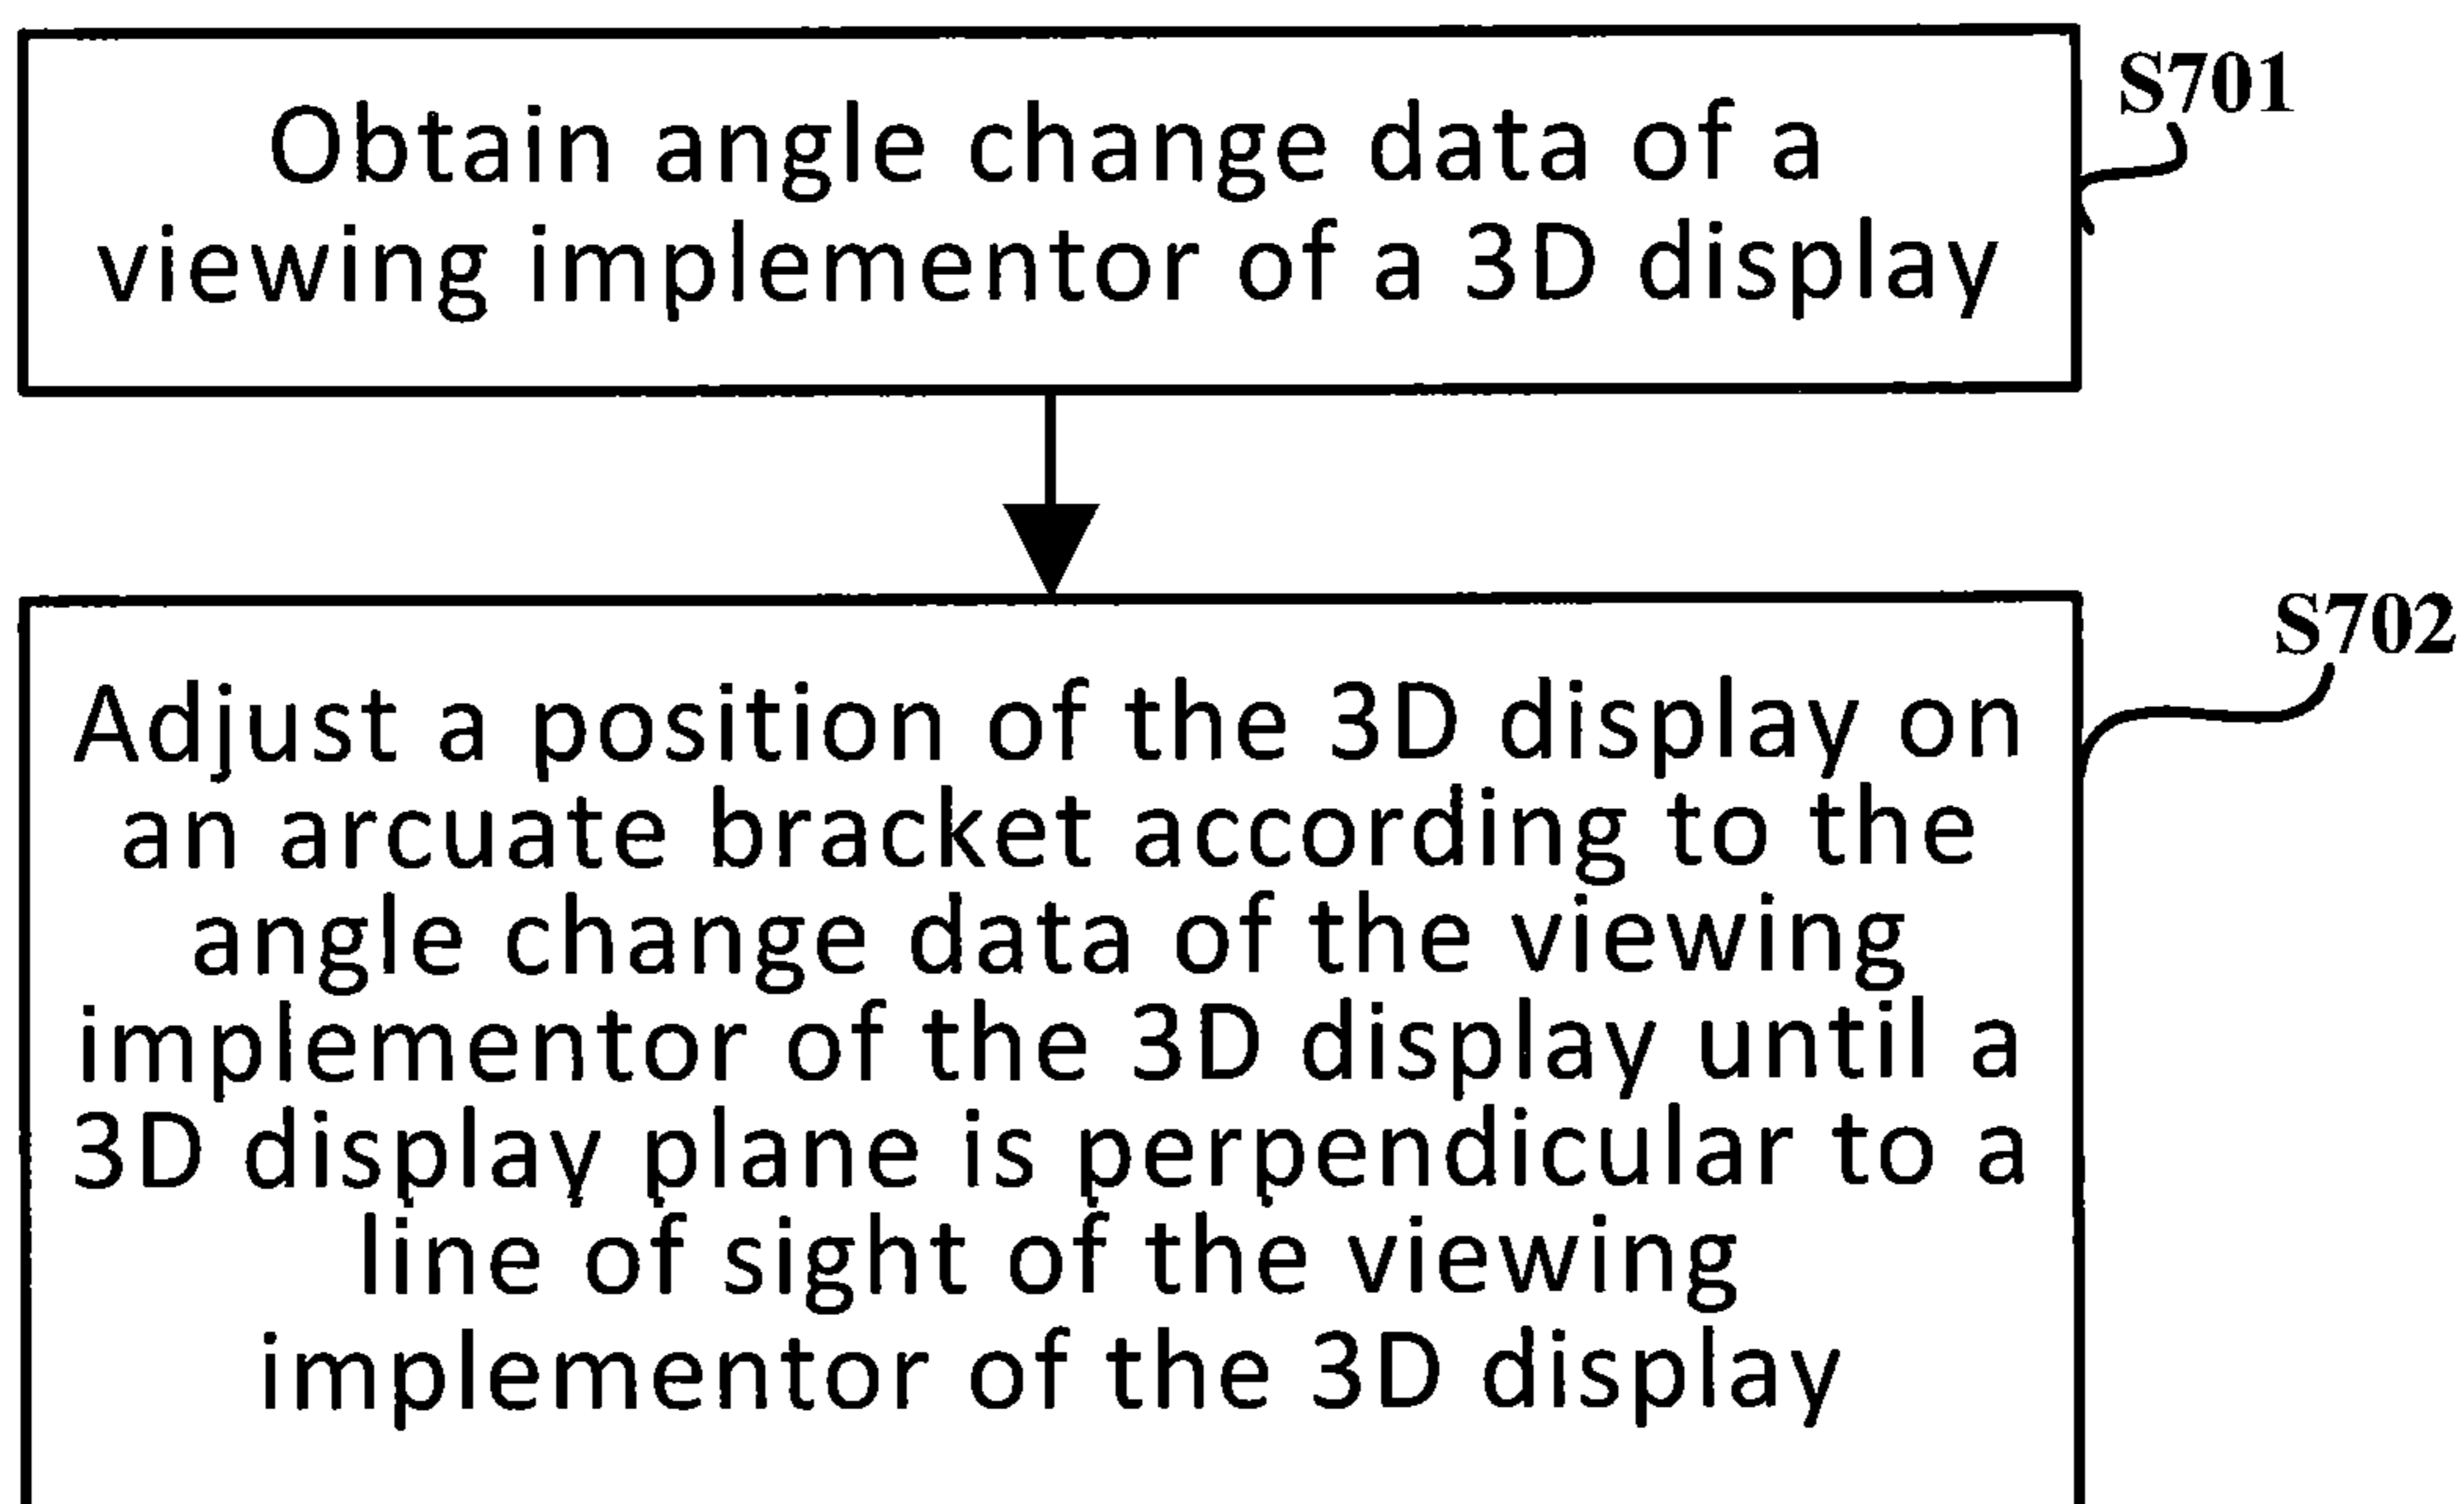 S701
Obtain angle change data of a
viewing implementor of a 3D display
S702
Adjust a position of the 3D display on
an arcuate bracket according to the
angle change data of the viewing
implementor of the 3D display until a
3D display plane is perpendicular to a
line of sight of the viewing
implementor of the 3D display